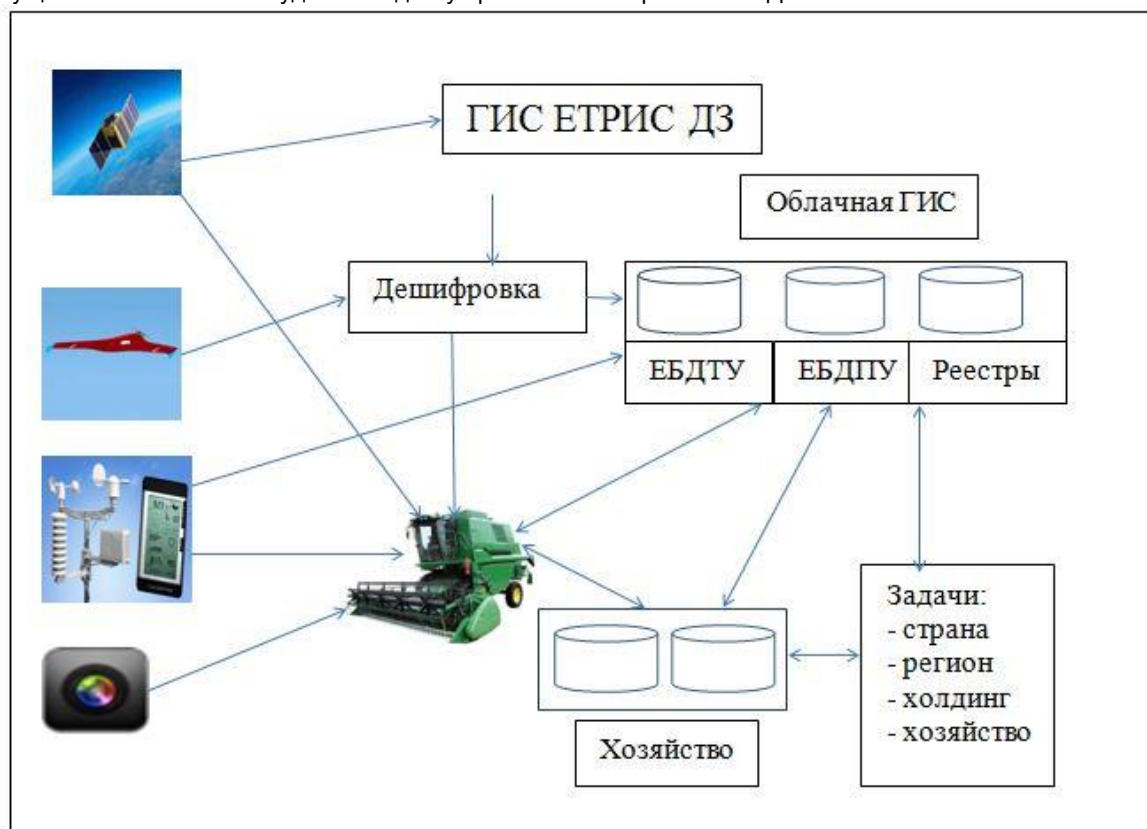 ГИС ЕТРИС ДЗ
Облачная ГИС
Дешифровка
ЕБДТУ
ЕБДПУ
Реестры
Задачи:
- страна
- регион
- холдинг
- хозяйство
Хозяйство